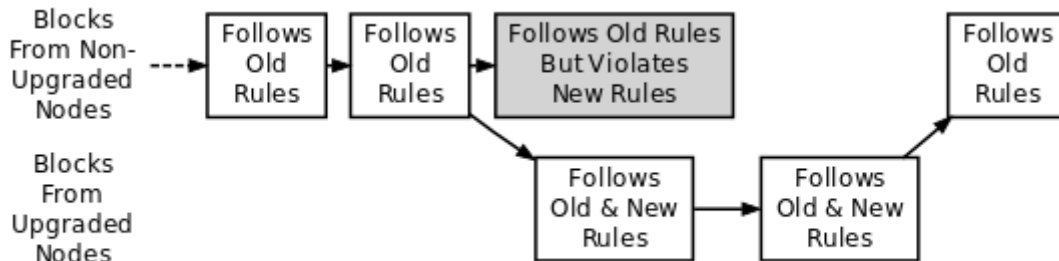 Blocks
From Non-
Upgraded
Nodes
Follows
Old
Rules
Follows
Old
Rules
Follows Old Rules
But Violates
New Rules
Follows
Old
Rules
Blocks
From
Upgraded
Nodes
Follows
Old & New
Rules
Follows
Old & New
Rules